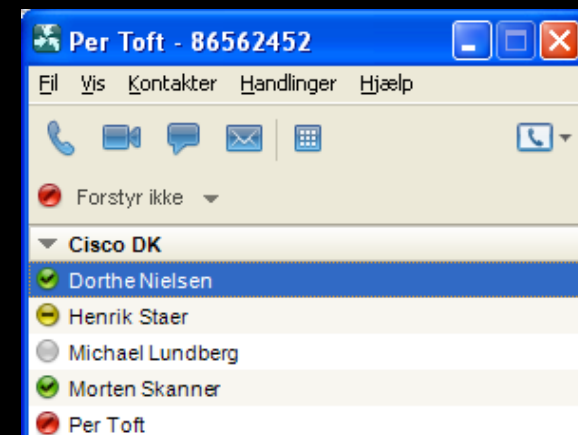 Per Toft - 86562452
Fil Vis Kontakter Handlinger Hjælp
Forstyr ikke
Cisco DK
Dorthe Nielsen
Henrik Staer
Michael Lundberg
Morten Skanner
Per Toft